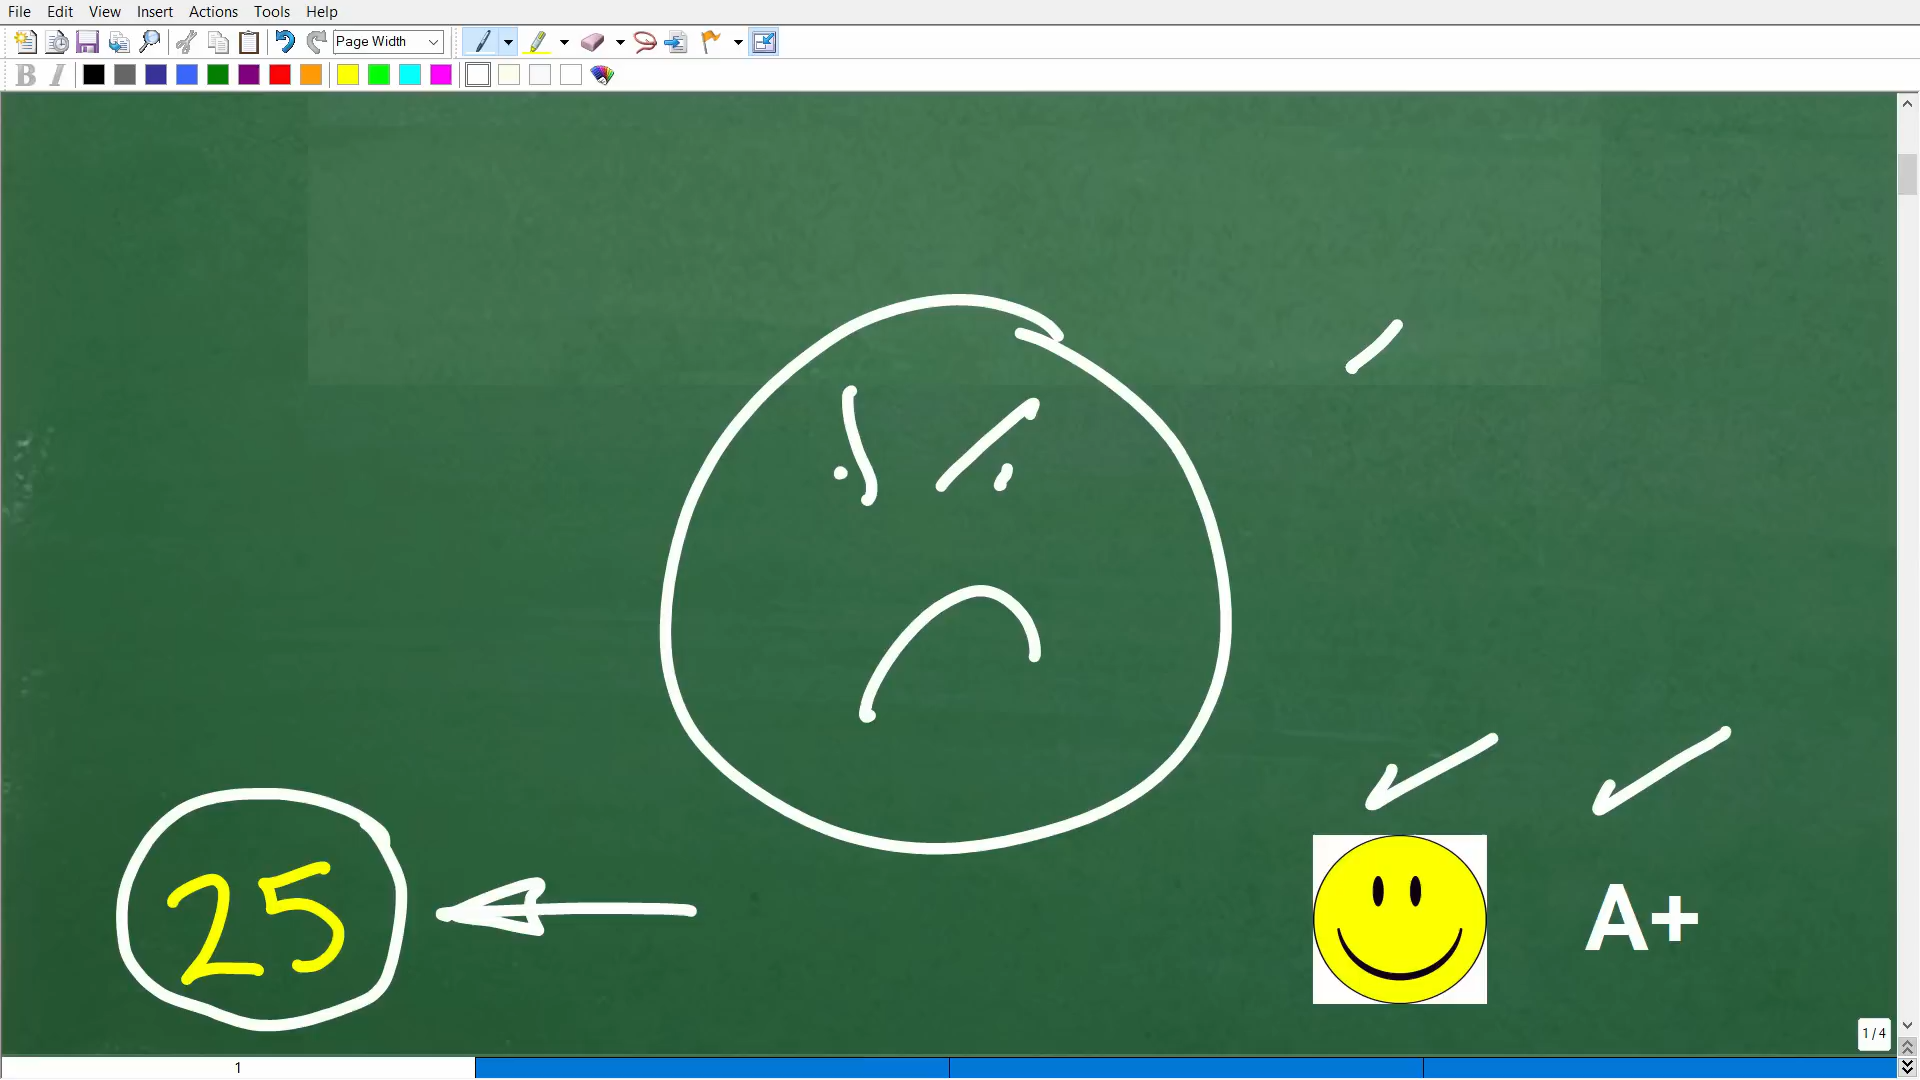 File Edit View Insert Actions Tools Help
Page Width
B I
25
A+
1 / 4
1